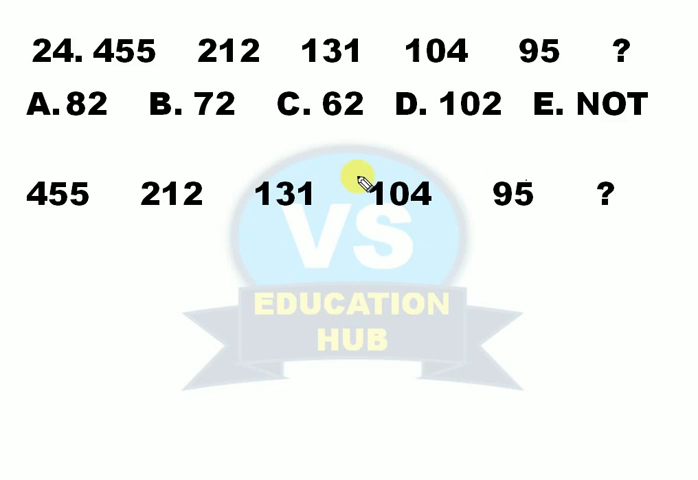 24. 455 212 131 104 95 ?
A. 82 B. 72 C. 62 D. 102 E. NOT
455 212 131 104 95 ?
VS
EDUCATION
HUB